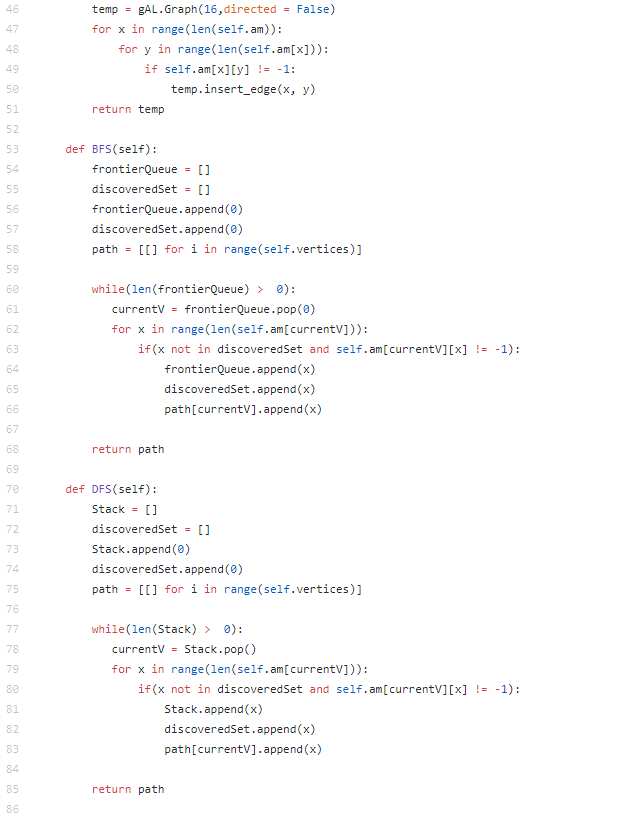 46 temp = gAL.Graph(16,directed = False)
47 for x in range(len(self.am)):
48 for y in range(len(self.am[x])):
49 if self.am[x][y] != -1:
50 temp.insert_edge(x, y)
51 return temp
52
53 def BFS(self):
54 frontierQueue = []
55 discoveredSet = []
56 frontierQueue.append(0)
57 discoveredSet.append(0)
58 path = [[] for i in range(self.vertices)]
59
60 while(len(frontierQueue) > 0):
61 currentV = frontierQueue.pop(0)
62 for x in range(len(self.am[currentV])):
63 if(x not in discoveredSet and self.am[currentV][x] != -1):
64 frontierQueue.append(x)
65 discoveredSet.append(x)
66 path[currentV].append(x)
67
68 return path
69
70 def DFS(self):
71 Stack = []
72 discoveredSet = []
73 Stack.append(0)
74 discoveredSet.append(0)
75 path = [[] for i in range(self.vertices)]
76
77 while(len(Stack) > 0):
78 currentV = Stack.pop()
79 for x in range(len(self.am[currentV])):
80 if(x not in discoveredSet and self.am[currentV][x] != -1):
81 Stack.append(x)
82 discoveredSet.append(x)
83 path[currentV].append(x)
84
85 return path
86